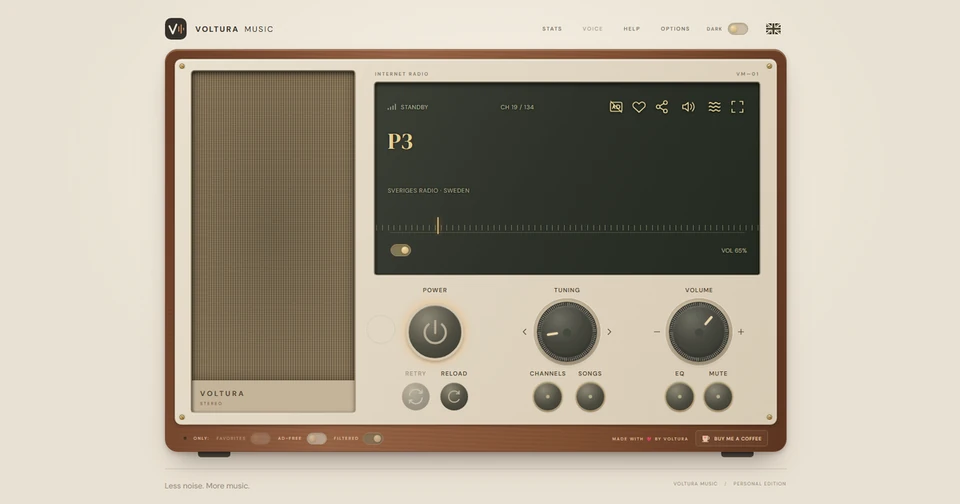 VOLTURA MUSIC
STATS VOICE HELP OPTIONS DARK
INTERNET RADIO VM—01
STANDBY CH 19 / 134
P3
SVERIGES RADIO · SWEDEN
VOL 65%
POWER TUNING VOLUME
RETRY RELOAD CHANNELS SONGS EQ MUTE
VOLTURA
STEREO
ONLY: FAVORITES AD-FREE FILTERED
MADE WITH ❤ BY VOLTURA BUY ME A COFFEE
Less noise. More music.
VOLTURA MUSIC | PERSONAL EDITION